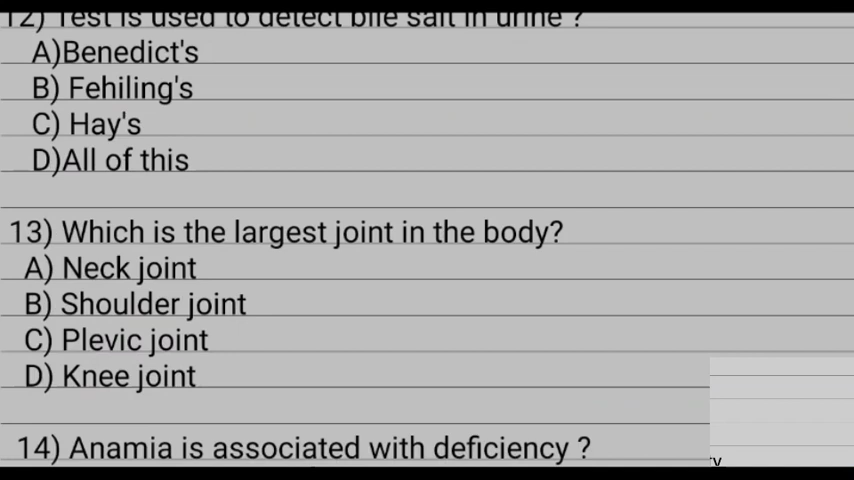 12) Test is used to detect bile salt in urine ?
A)Benedict's
B) Fehiling's
C) Hay's
D)All of this
13) Which is the largest joint in the body?
A) Neck joint
B) Shoulder joint
C) Plevic joint
D) Knee joint
14) Anamia is associated with deficiency ?